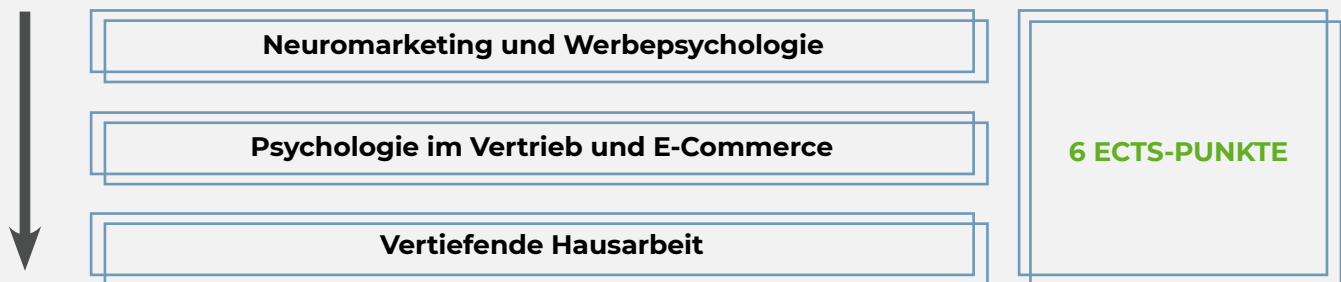 Neuromarketing und Werbepsychologie
Psychologie im Vertrieb und E-Commerce
6 ECTS-PUNKTE
Vertiefende Hausarbeit